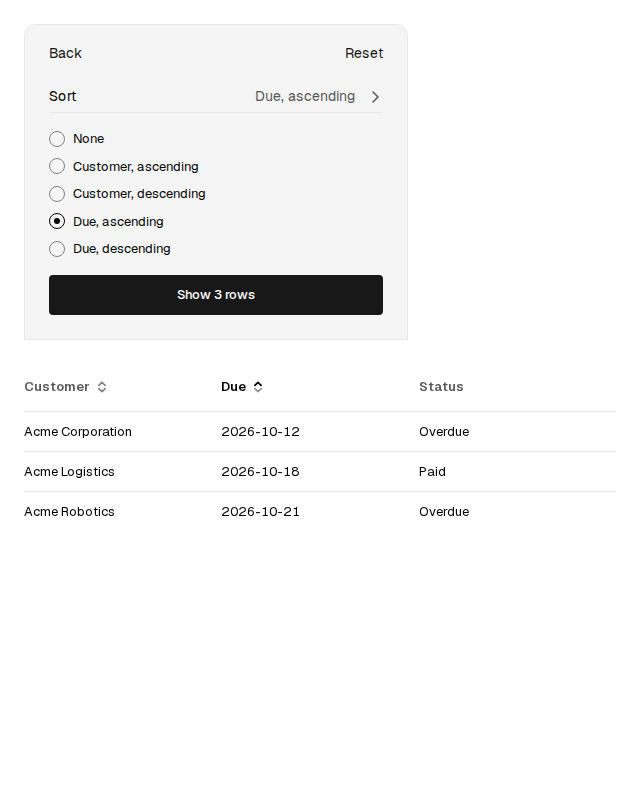 Back Reset
Sort Due, ascending
None
Customer, ascending
Customer, descending
Due, ascending
Due, descending
Show 3 rows
Customer Due Status
Acme Corporation 2026-10-12 Overdue
Acme Logistics 2026-10-18 Paid
Acme Robotics 2026-10-21 Overdue